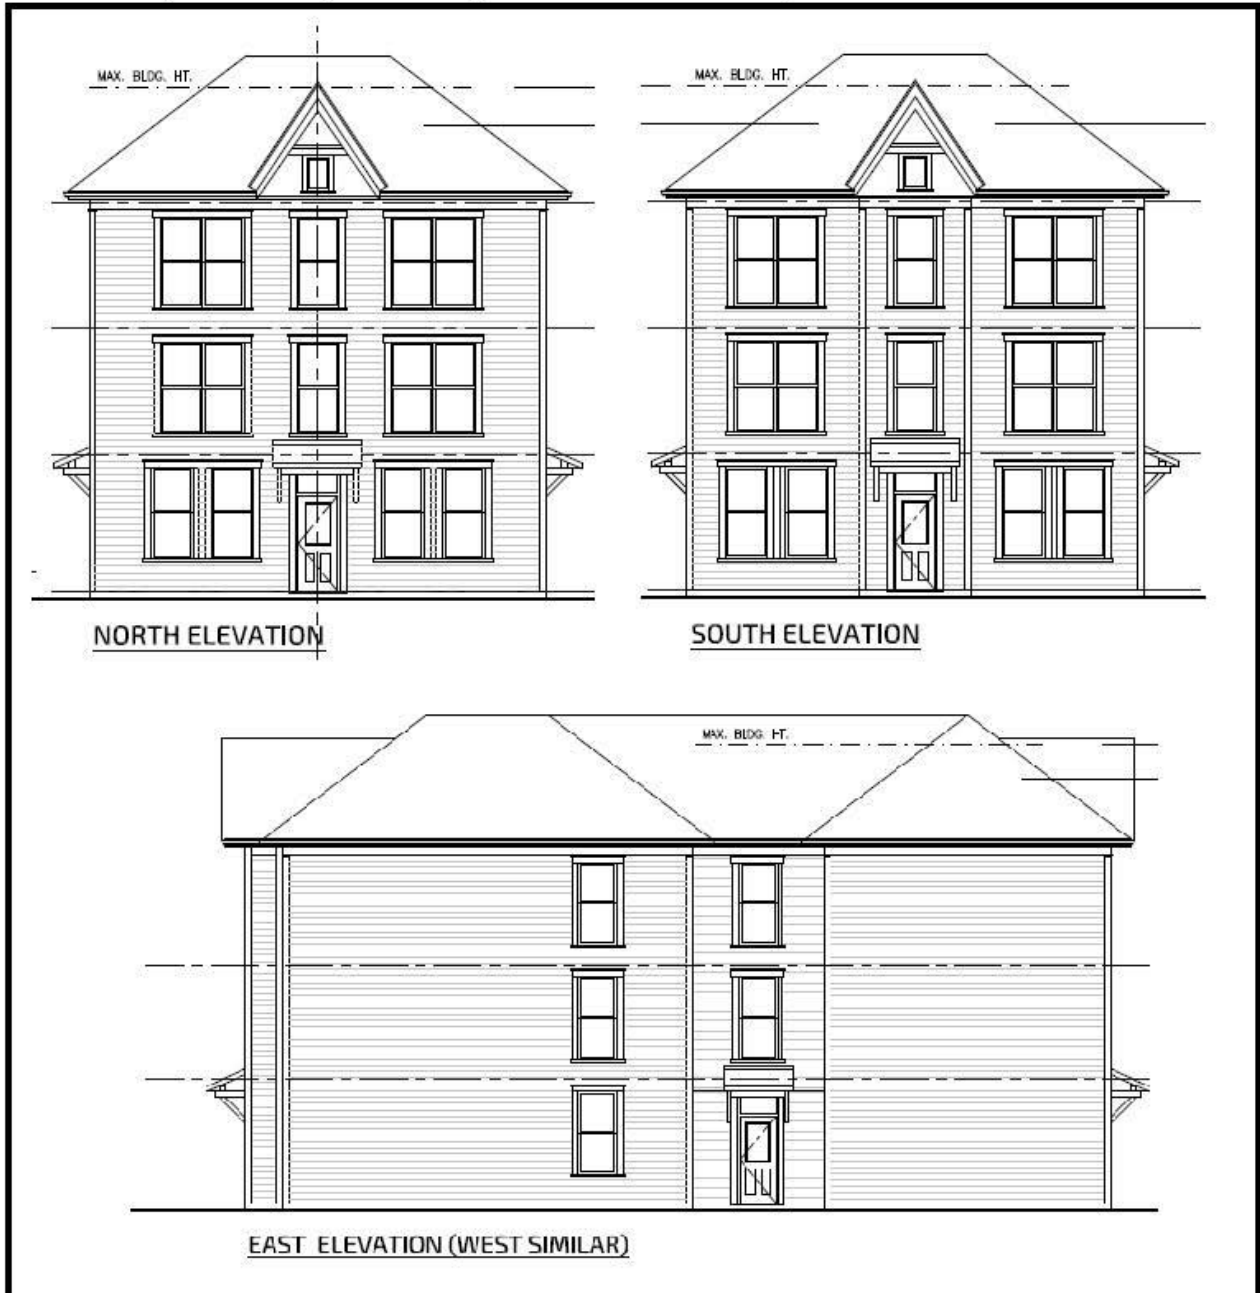 MAX. BLDG. HT.
MAX. BLDG. HT.
NORTH ELEVATION
SOUTH ELEVATION
MAX. BLDG. HT.
EAST ELEVATION (WEST SIMILAR)